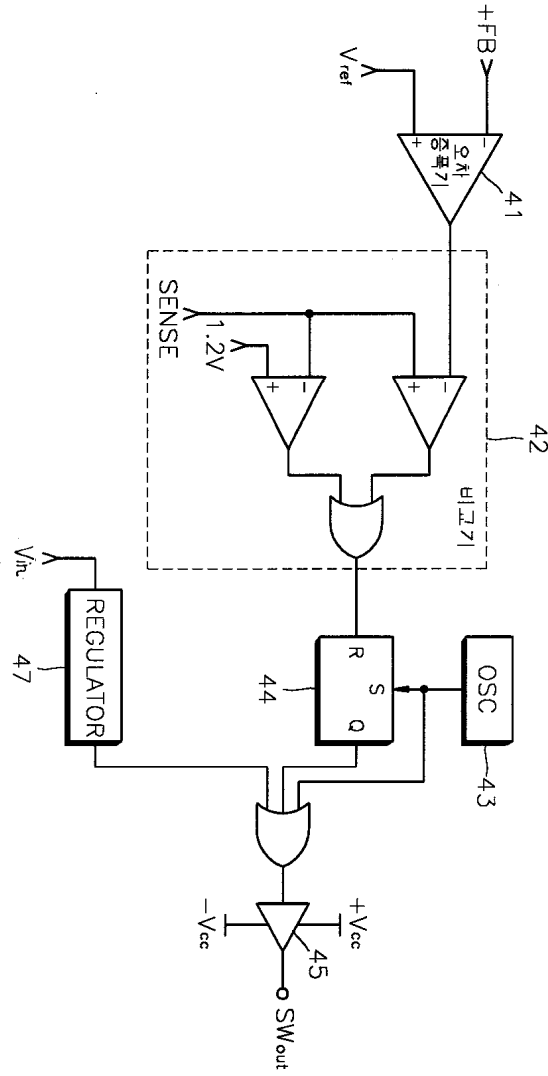 +FB
Vref
-
+
오차
증폭기
41
42
SENSE
1.2V
+
-
+
-
비교기
Vin.
REGULATOR
47
R
S
Q
44
OSC
43
+Vcc
-Vcc
45
SWout